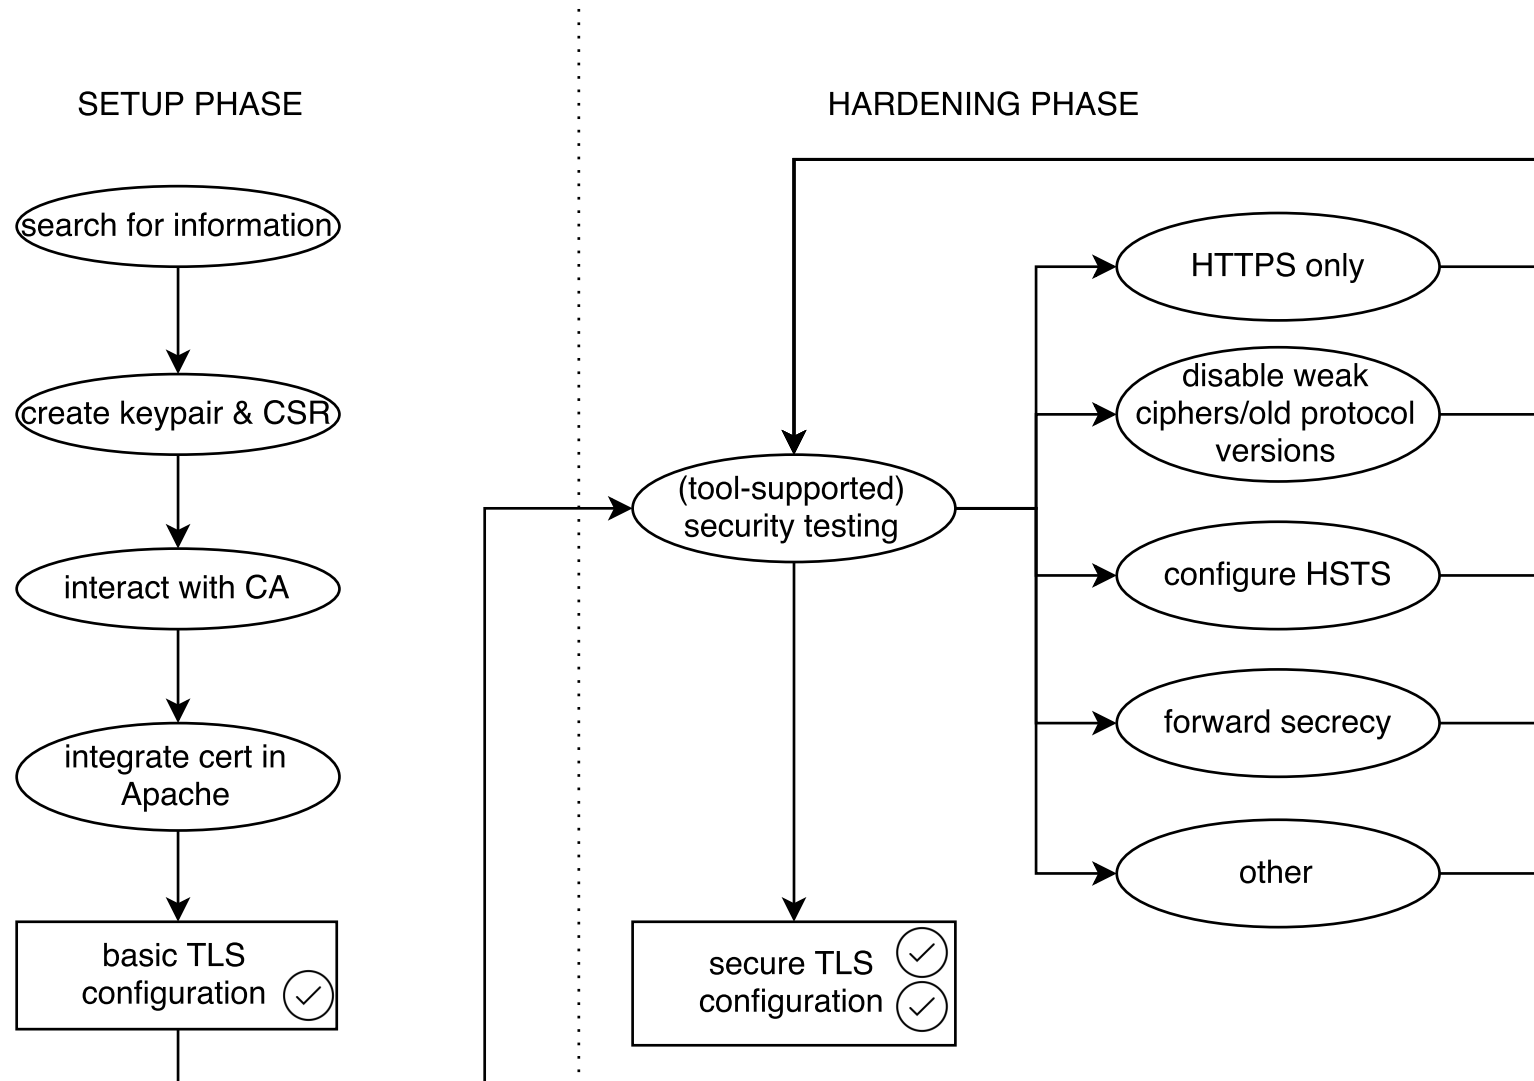 SETUP PHASE
search for information
create keypair & CSR
interact with CA
integrate cert in
Apache
basic TLS
configuration
HARDENING PHASE
(tool-supported)
security testing
secure TLS
configuration
HTTPS only
disable weak
ciphers/old protocol
versions
configure HSTS
forward secrecy
other